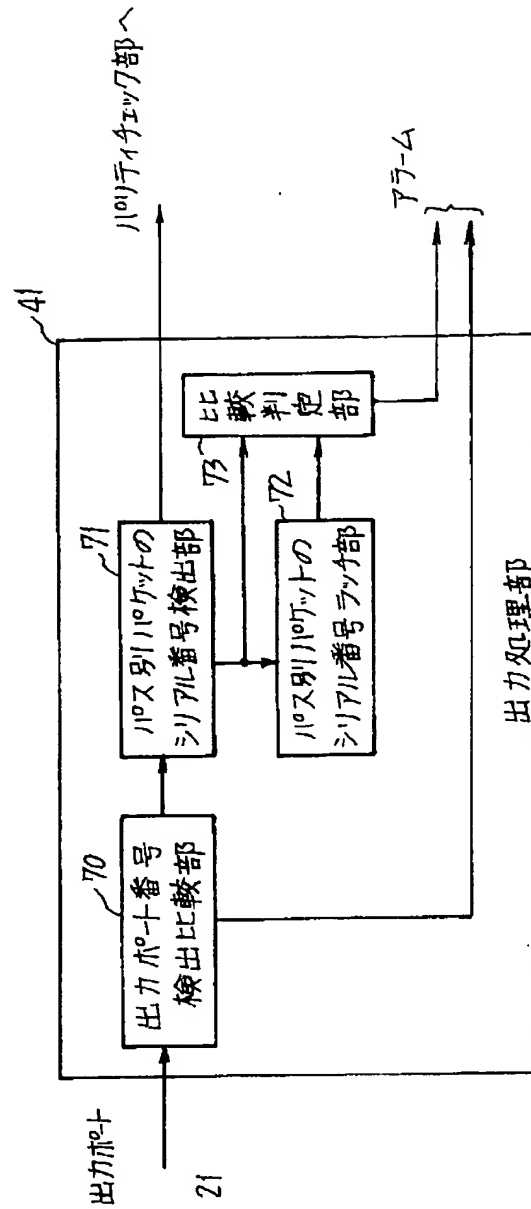 出力ポート
21
41
70
出力ポート番号
検出比較部
71
パス別パケットの
シリアル番号検出部
パリティチェック部へ
72
パス別パケットの
シリアル番号ラッチ部
73
比較判定部
アラーム
出力処理部